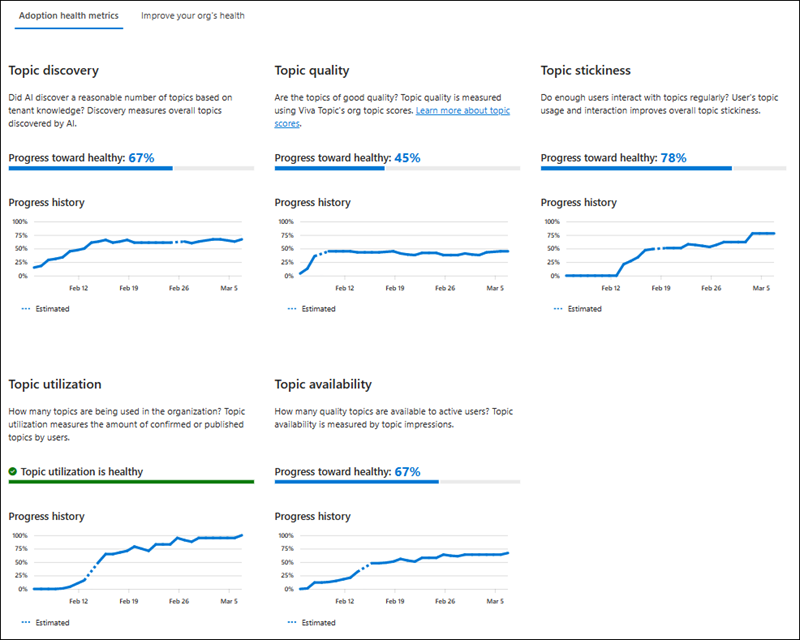 Adoption health metrics
Improve your org's health
Topic discovery
Did AI discover a reasonable number of topics based on
tenant knowledge? Discovery measures overall topics
discovered by AI.
Progress toward healthy: 67%
Progress history
100%
75%
50%
25%
0%
Feb 12
Feb 19
Feb 26
Mar 5
Estimated
Topic quality
Are the topics of good quality? Topic quality is measured
using Viva Topic's org topic scores. Learn more about topic
scores.
Progress toward healthy: 45%
Progress history
100%
75%
50%
25%
0%
Feb 12
Feb 19
Feb 26
Mar 5
Estimated
Topic stickiness
Do enough users interact with topics regularly? User's topic
usage and interaction improves overall topic stickiness.
Progress toward healthy: 78%
Progress history
100%
75%
50%
25%
0%
Feb 12
Feb 19
Feb 26
Mar 5
Estimated
Topic utilization
How many topics are being used in the organization? Topic
utilization measures the amount of confirmed or published
topics by users.
Topic utilization is healthy
Progress history
100%
75%
50%
25%
0%
Feb 12
Feb 19
Feb 26
Mar 5
Estimated
Topic availability
How many quality topics are available to active users? Topic
availability is measured by topic impressions.
Progress toward healthy: 67%
Progress history
100%
75%
50%
25%
0%
Feb 12
Feb 19
Feb 26
Mar 5
Estimated